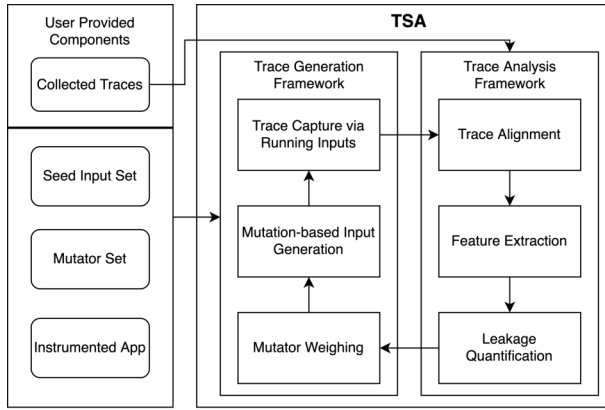 User Provided
Components
Collected Traces
Seed Input Set
Mutator Set
Instrumented App
TSA
Trace Generation
Framework
Trace Capture via
Running Inputs
Mutation-based Input
Generation
Mutator Weighing
Trace Analysis
Framework
Trace Alignment
Feature Extraction
Leakage
Quantification